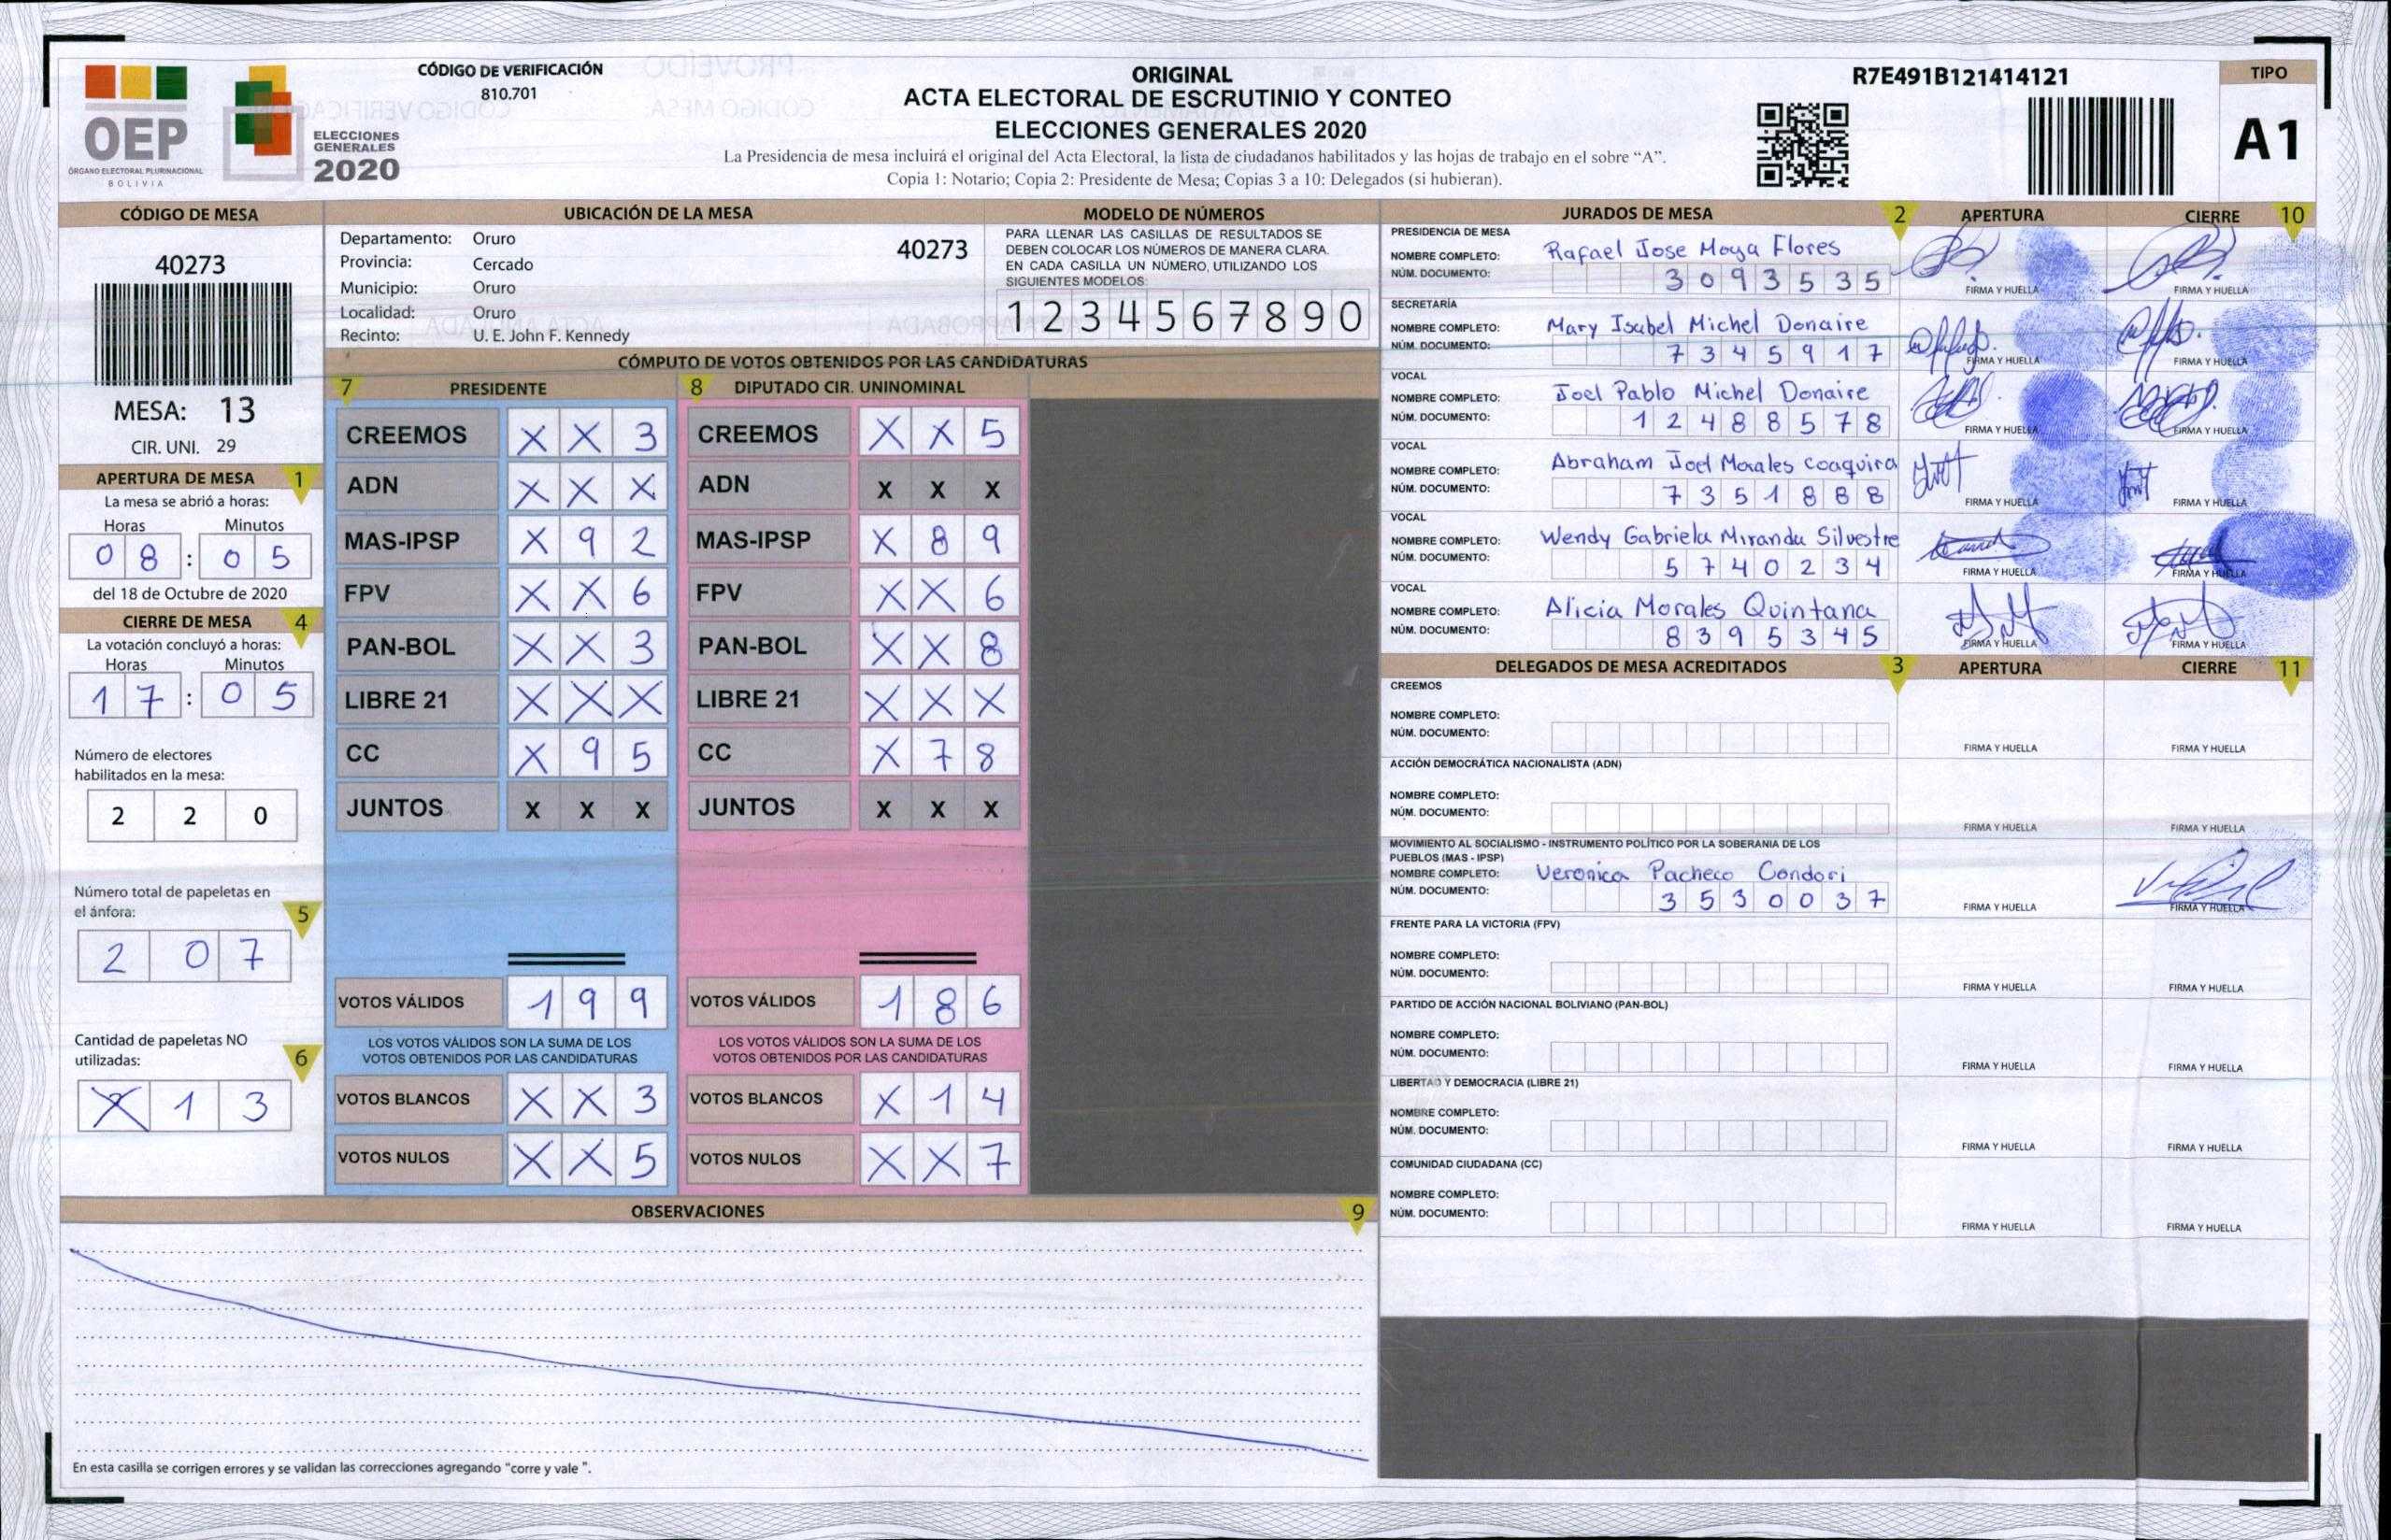 OEP
ÓRGANO ELECTORAL PLURINACIONAL
BOLIVIA
ELECCIONES
GENERALES
2020
CÓDIGO DE VERIFICACIÓN
810.701
ORIGINAL
ACTA ELECTORAL DE ESCRUTINIO Y CONTEO
ELECCIONES GENERALES 2020
La Presidencia de mesa incluirá el original del Acta Electoral, la lista de ciudadanos habilitados y las hojas de trabajo en el sobre “A”.
Copia 1: Notario; Copia 2: Presidente de Mesa; Copias 3 a 10: Delegados (si hubieran).
R7E491B121414121
TIPO
A1
CÓDIGO DE MESA
40273
MESA: 13
CIR. UNI. 29
APERTURA DE MESA 1
La mesa se abrió a horas:
Horas Minutos
0 8 : 0 5
del 18 de Octubre de 2020
CIERRE DE MESA 4
La votación concluyó a horas:
Horas Minutos
1 7 : 0 5
Número de electores
habilitados en la mesa:
2 2 0
Número total de papeletas en
el ánfora: 5
2 0 7
Cantidad de papeletas NO
utilizadas: 6
X 1 3
UBICACIÓN DE LA MESA
Departamento: Oruro 40273
Provincia: Cercado
Municipio: Oruro
Localidad: Oruro
Recinto: U. E. John F. Kennedy
MODELO DE NÚMEROS
PARA LLENAR LAS CASILLAS DE RESULTADOS SE
DEBEN COLOCAR LOS NÚMEROS DE MANERA CLARA.
EN CADA CASILLA UN NÚMERO, UTILIZANDO LOS
SIGUIENTES MODELOS:
1 2 3 4 5 6 7 8 9 0
CÓMPUTO DE VOTOS OBTENIDOS POR LAS CANDIDATURAS
7 PRESIDENTE 8 DIPUTADO CIR. UNINOMINAL
CREEMOS X X 3 CREEMOS X X 5
ADN X X X ADN X X X
MAS-IPSP X 9 2 MAS-IPSP X 8 9
FPV X X 6 FPV X X 6
PAN-BOL X X 3 PAN-BOL X X 8
LIBRE 21 X X X LIBRE 21 X X X
CC X 9 5 CC X 7 8
JUNTOS X X X JUNTOS X X X
VOTOS VÁLIDOS 1 9 9 VOTOS VÁLIDOS 1 8 6
LOS VOTOS VÁLIDOS SON LA SUMA DE LOS LOS VOTOS VÁLIDOS SON LA SUMA DE LOS
VOTOS OBTENIDOS POR LAS CANDIDATURAS VOTOS OBTENIDOS POR LAS CANDIDATURAS
VOTOS BLANCOS X X 3 VOTOS BLANCOS X 1 4
VOTOS NULOS X X 5 VOTOS NULOS X X 7
OBSERVACIONES 9
En esta casilla se corrigen errores y se validan las correcciones agregando “corre y vale ”.
JURADOS DE MESA 2 APERTURA CIERRE 10
PRESIDENCIA DE MESA
NOMBRE COMPLETO: Rafael Jose Moya Flores
NÚM. DOCUMENTO: 3 0 9 3 5 3 5
FIRMA Y HUELLA FIRMA Y HUELLA
SECRETARÍA
NOMBRE COMPLETO: Mary Isabel Michel Donaire
NÚM. DOCUMENTO: 7 3 4 5 9 1 7
FIRMA Y HUELLA FIRMA Y HUELLA
VOCAL
NOMBRE COMPLETO: Joel Pablo Michel Donaire
NÚM. DOCUMENTO: 1 2 4 8 8 5 7 8
FIRMA Y HUELLA FIRMA Y HUELLA
VOCAL
NOMBRE COMPLETO: Abraham Joel Morales Coaquira
NÚM. DOCUMENTO: 7 3 5 1 8 8 8
FIRMA Y HUELLA FIRMA Y HUELLA
VOCAL
NOMBRE COMPLETO: Wendy Gabriela Miranda Silvestre
NÚM. DOCUMENTO: 5 7 4 0 2 3 4
FIRMA Y HUELLA FIRMA Y HUELLA
VOCAL
NOMBRE COMPLETO: Alicia Morales Quintana
NÚM. DOCUMENTO: 8 3 9 5 3 4 5
FIRMA Y HUELLA FIRMA Y HUELLA
DELEGADOS DE MESA ACREDITADOS 3 APERTURA CIERRE 11
CREEMOS
NOMBRE COMPLETO:
NÚM. DOCUMENTO:
FIRMA Y HUELLA FIRMA Y HUELLA
ACCIÓN DEMOCRÁTICA NACIONALISTA (ADN)
NOMBRE COMPLETO:
NÚM. DOCUMENTO:
FIRMA Y HUELLA FIRMA Y HUELLA
MOVIMIENTO AL SOCIALISMO - INSTRUMENTO POLÍTICO POR LA SOBERANIA DE LOS
PUEBLOS (MAS - IPSP)
NOMBRE COMPLETO: Veronica Pacheco Condori
NÚM. DOCUMENTO: 3 5 3 0 0 3 7
FIRMA Y HUELLA FIRMA Y HUELLA
FRENTE PARA LA VICTORIA (FPV)
NOMBRE COMPLETO:
NÚM. DOCUMENTO:
FIRMA Y HUELLA FIRMA Y HUELLA
PARTIDO DE ACCIÓN NACIONAL BOLIVIANO (PAN-BOL)
NOMBRE COMPLETO:
NÚM. DOCUMENTO:
FIRMA Y HUELLA FIRMA Y HUELLA
LIBERTAD Y DEMOCRACIA (LIBRE 21)
NOMBRE COMPLETO:
NÚM. DOCUMENTO:
FIRMA Y HUELLA FIRMA Y HUELLA
COMUNIDAD CIUDADANA (CC)
NOMBRE COMPLETO:
NÚM. DOCUMENTO:
FIRMA Y HUELLA FIRMA Y HUELLA